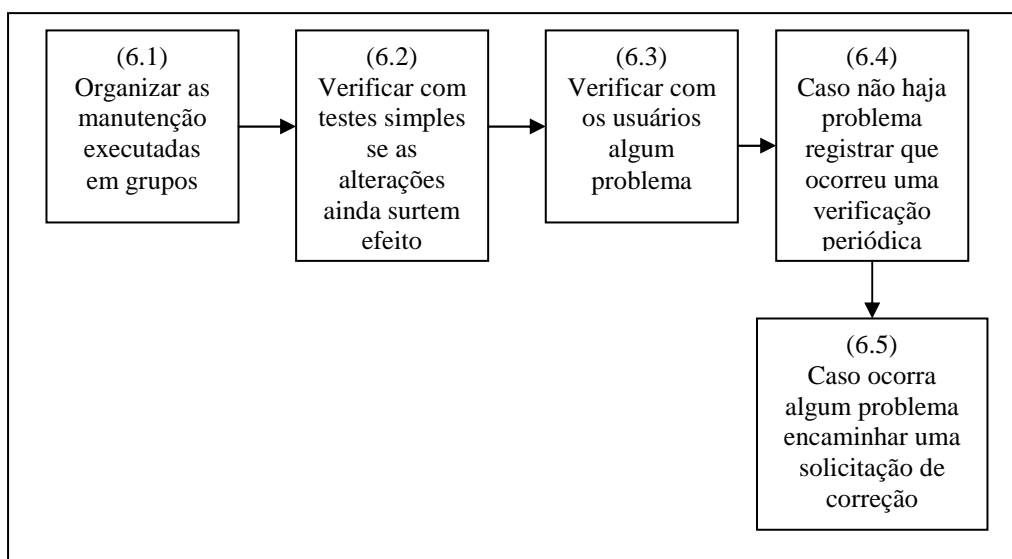 (6.1)
Organizar as
manutenção
executadas
em grupos
(6.2)
Verificar com
testes simples
se as
alterações
ainda surtem
efeito
(6.3)
Verificar com
os usuários
algum
problema
(6.4)
Caso não haja
problema
registrar que
ocorreu uma
verificação
periódica
(6.5)
Caso ocorra
algum problema
encaminhar uma
solicitação de
correção